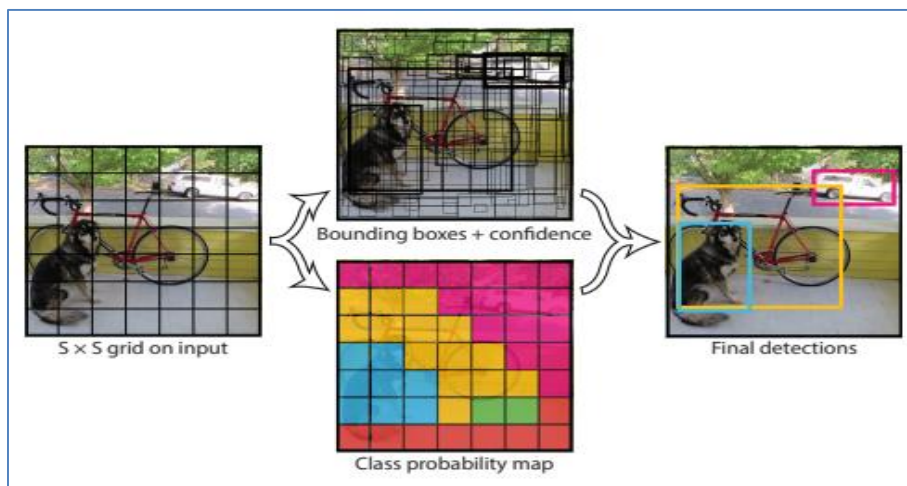 S × S grid on input
Bounding boxes + confidence
Class probability map
Final detections